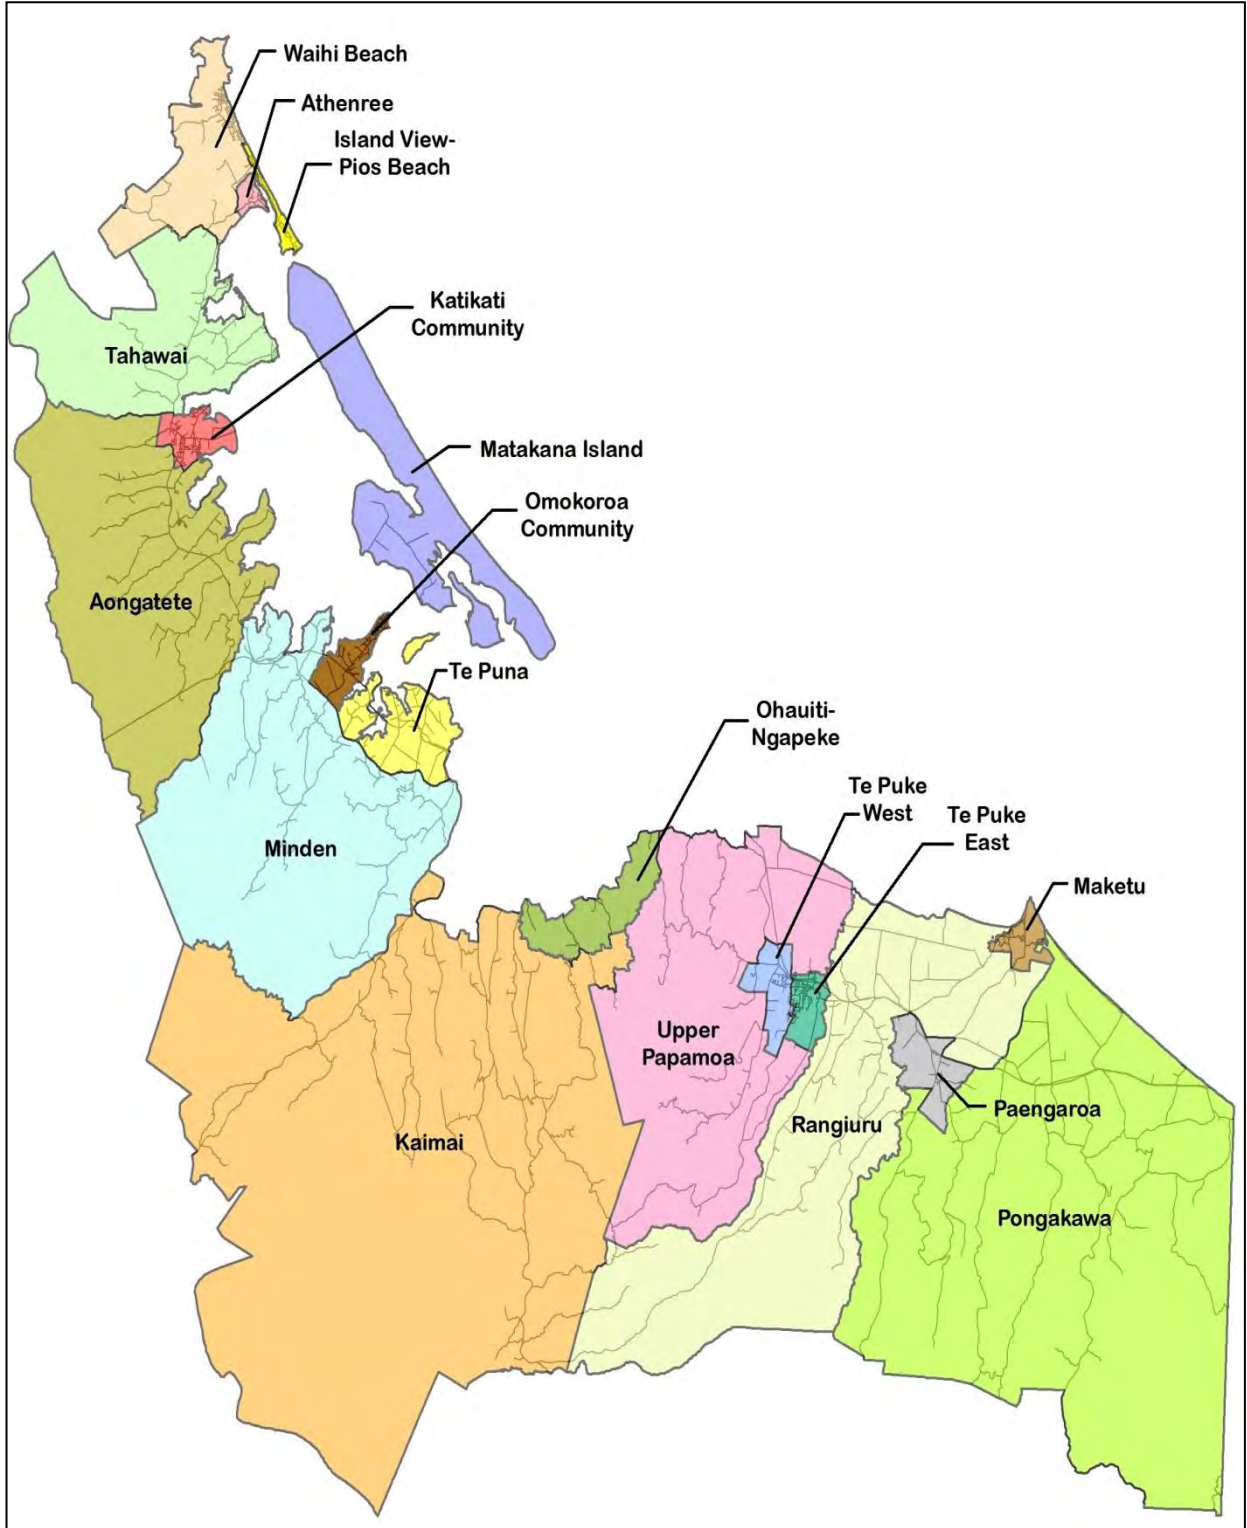 Waihi Beach
Athenree
Island View-
Pios Beach
Katikati
Community
Tahawai
Matakana Island
Omokoroa
Community
Aongatete
Te Puna
Ohauiti-
Ngapeke
Te Puke
West
Te Puke
East
Minden
Maketu
Upper
Papamoa
Paengaroa
Rangiuru
Kaimai
Pongakawa